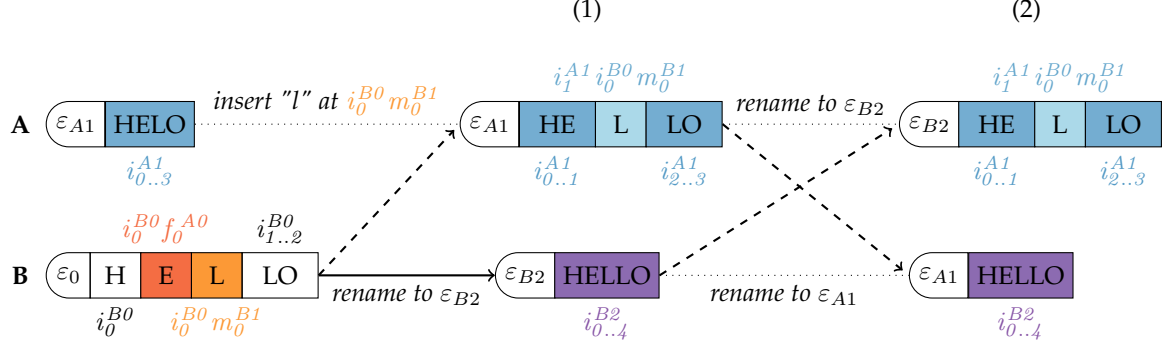 (1) (2)
i_1^{A1} i_0^{B0} m_0^{B1} i_1^{A1} i_0^{B0} m_0^{B1}
insert "l" at i_0^{B0} m_0^{B1} rename to ε_{B2}
A ε_{A1} HELO ε_{A1} HE L LO ε_{B2} HE L LO
i_{0..3}^{A1} i_{0..1}^{A1} i_{2..3}^{A1} i_{0..1}^{A1} i_{2..3}^{A1}
i_0^{B0} f_0^{A0} i_{1..2}^{B0}
B ε_0 H E L LO ε_{B2} HELLO ε_{A1} HELLO
rename to ε_{B2} rename to ε_{A1}
i_0^{B0} i_0^{B0} m_0^{B1} i_{0..4}^{B2} i_{0..4}^{B2}